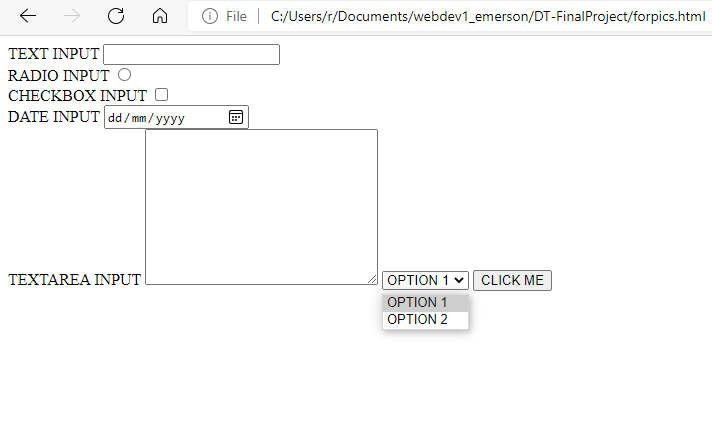 File C:/Users/r/Documents/webdev1_emerson/DT-FinalProject/forpics.html
TEXT INPUT
RADIO INPUT
CHECKBOX INPUT
DATE INPUT dd/mm/yyyy
TEXTAREA INPUT OPTION 1 CLICK ME
OPTION 1
OPTION 2